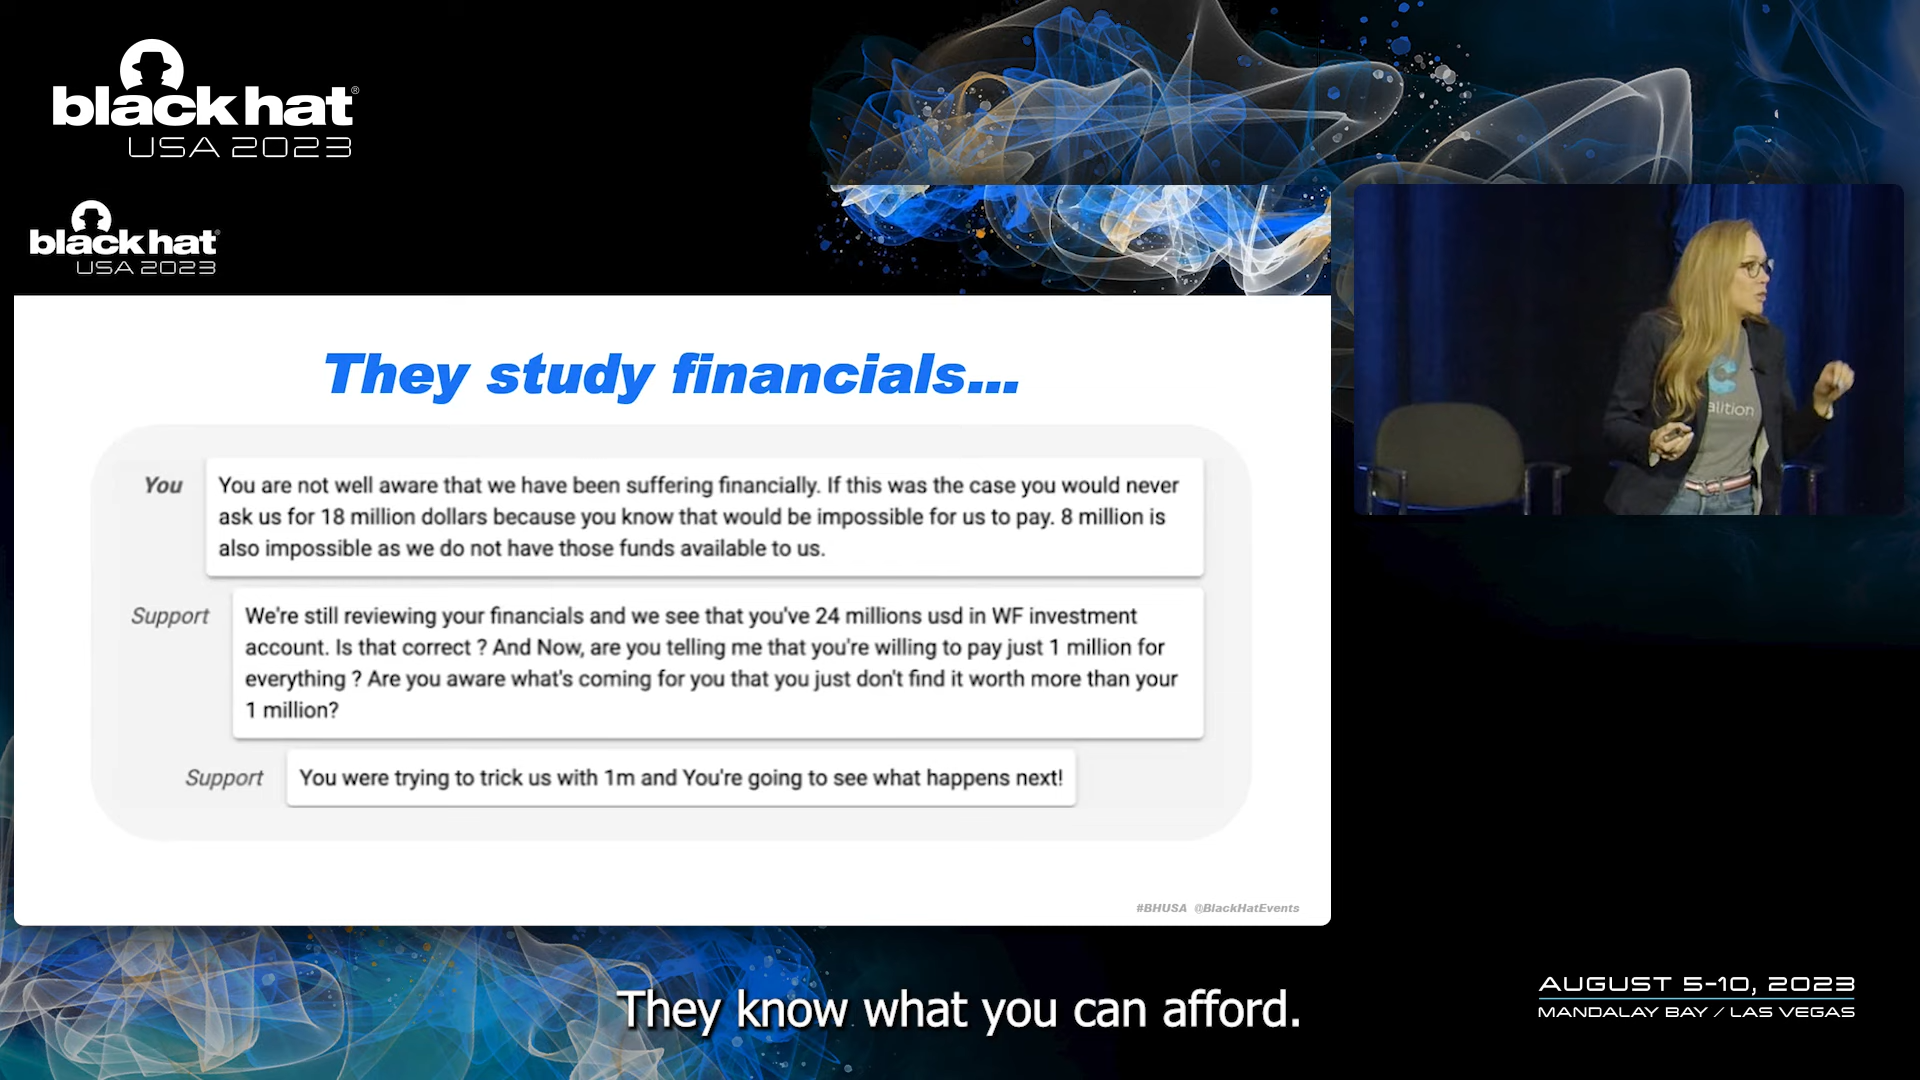 black hat®
USA 2023
black hat
USA 2023
They study financials...
You
You are not well aware that we have been suffering financially. If this was the case you would never
ask us for 18 million dollars because you know that would be impossible for us to pay. 8 million is
also impossible as we do not have those funds available to us.
Support
We're still reviewing your financials and we see that you've 24 millions usd in WF investment
account. Is that correct ? And Now, are you telling me that you're willing to pay just 1 million for
everything ? Are you aware what's coming for you that you just don't find it worth more than your
1 million?
Support
You were trying to trick us with 1m and You're going to see what happens next!
#BHUSA @BlackHatEvents
alition
They know what you can afford.
AUGUST 5-10, 2023
MANDALAY BAY / LAS VEGAS